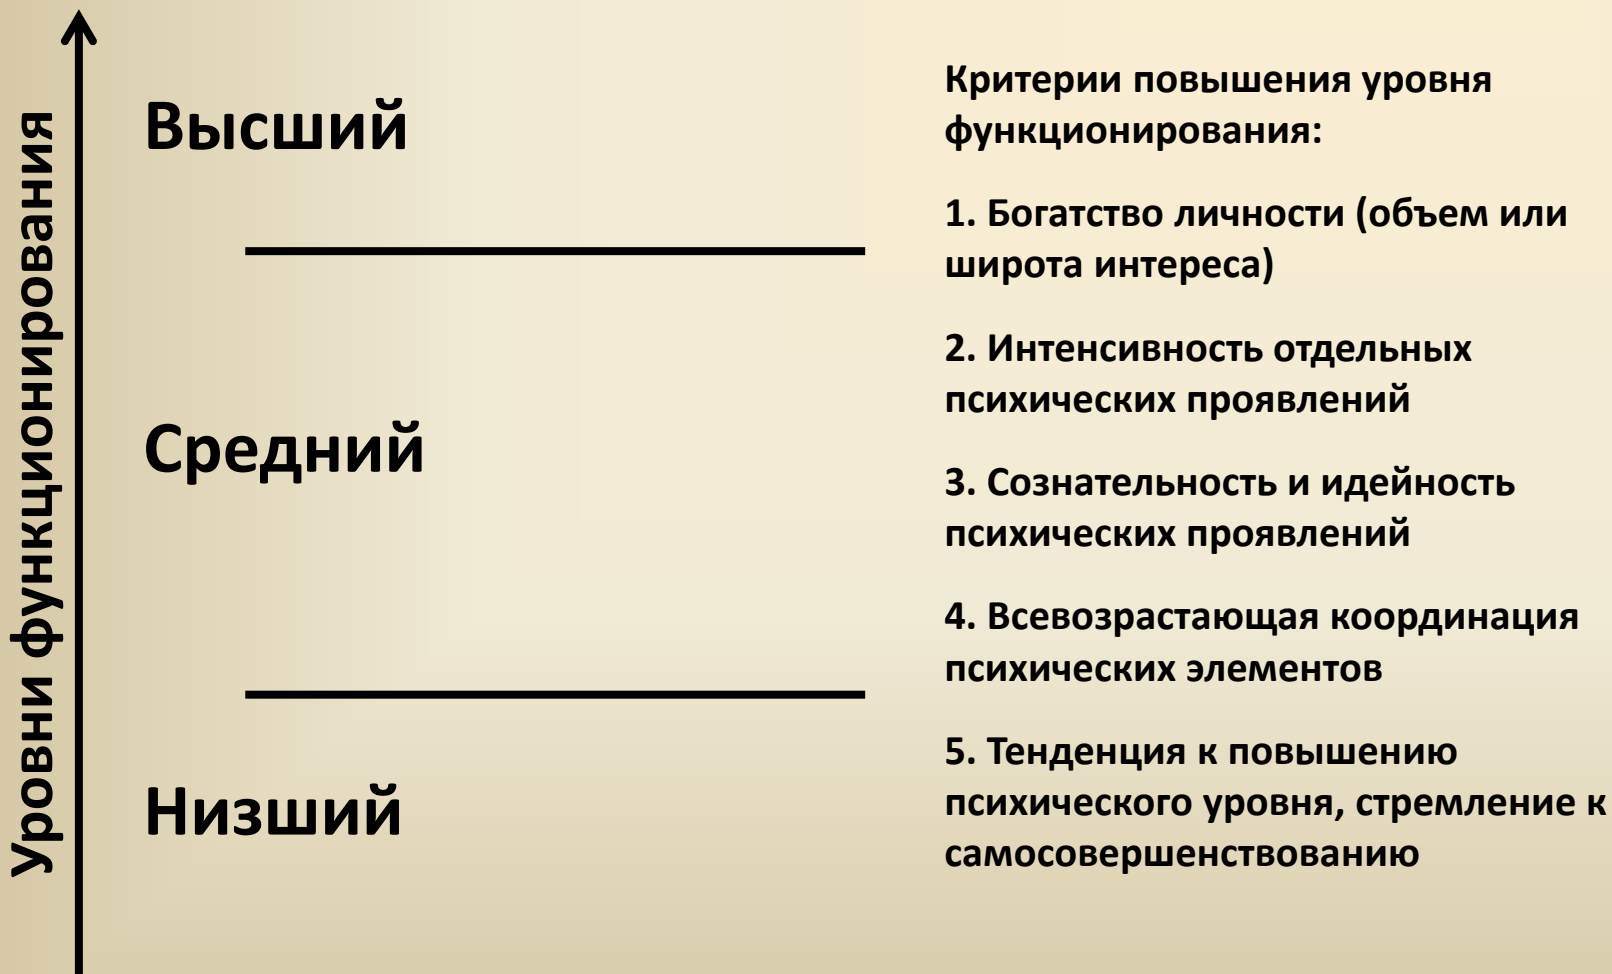 Уровни функционирования
Высший
Средний
Низший
Критерии повышения уровня
функционирования:
1. Богатство личности (объем или
широта интереса)
2. Интенсивность отдельных
психических проявлений
3. Сознательность и идейность
психических проявлений
4. Всевозрастающая координация
психических элементов
5. Тенденция к повышению
психического уровня, стремление к
самосовершенствованию